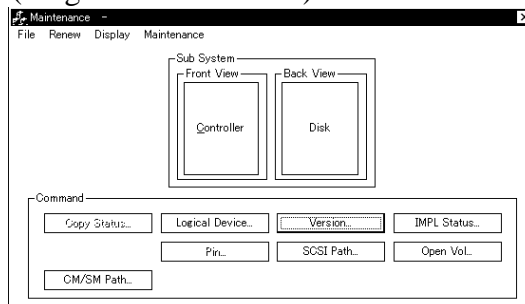 Maintenance -
File Renew Display Maintenance
Sub System
Front View Back View
Controller Disk
Command
Copy Status... Logical Device... Version... IMPL Status...
Pin... SCSI Path... Open Vol...
CM/SM Path...